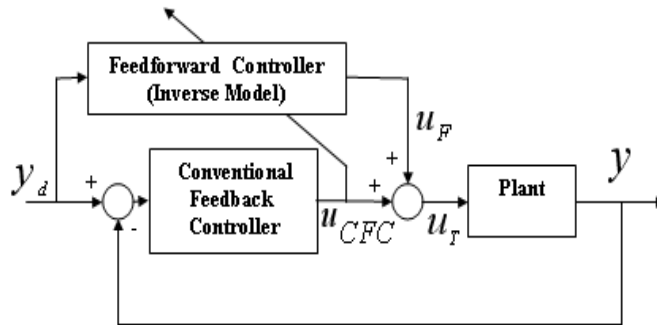 Feedforward Controller
(Inverse Model)
u_F
y_d
+
-
Conventional
Feedback
Controller
u_CFC
+
+
u_T
Plant
y